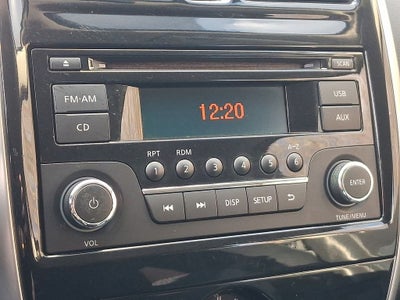 SCAN
FM·AM
12:20
USB
CD
AUX
RPT RDM A-Z
1 2 3 4 5 6
DISP SETUP
ENTER
VOL
TUNE/MENU